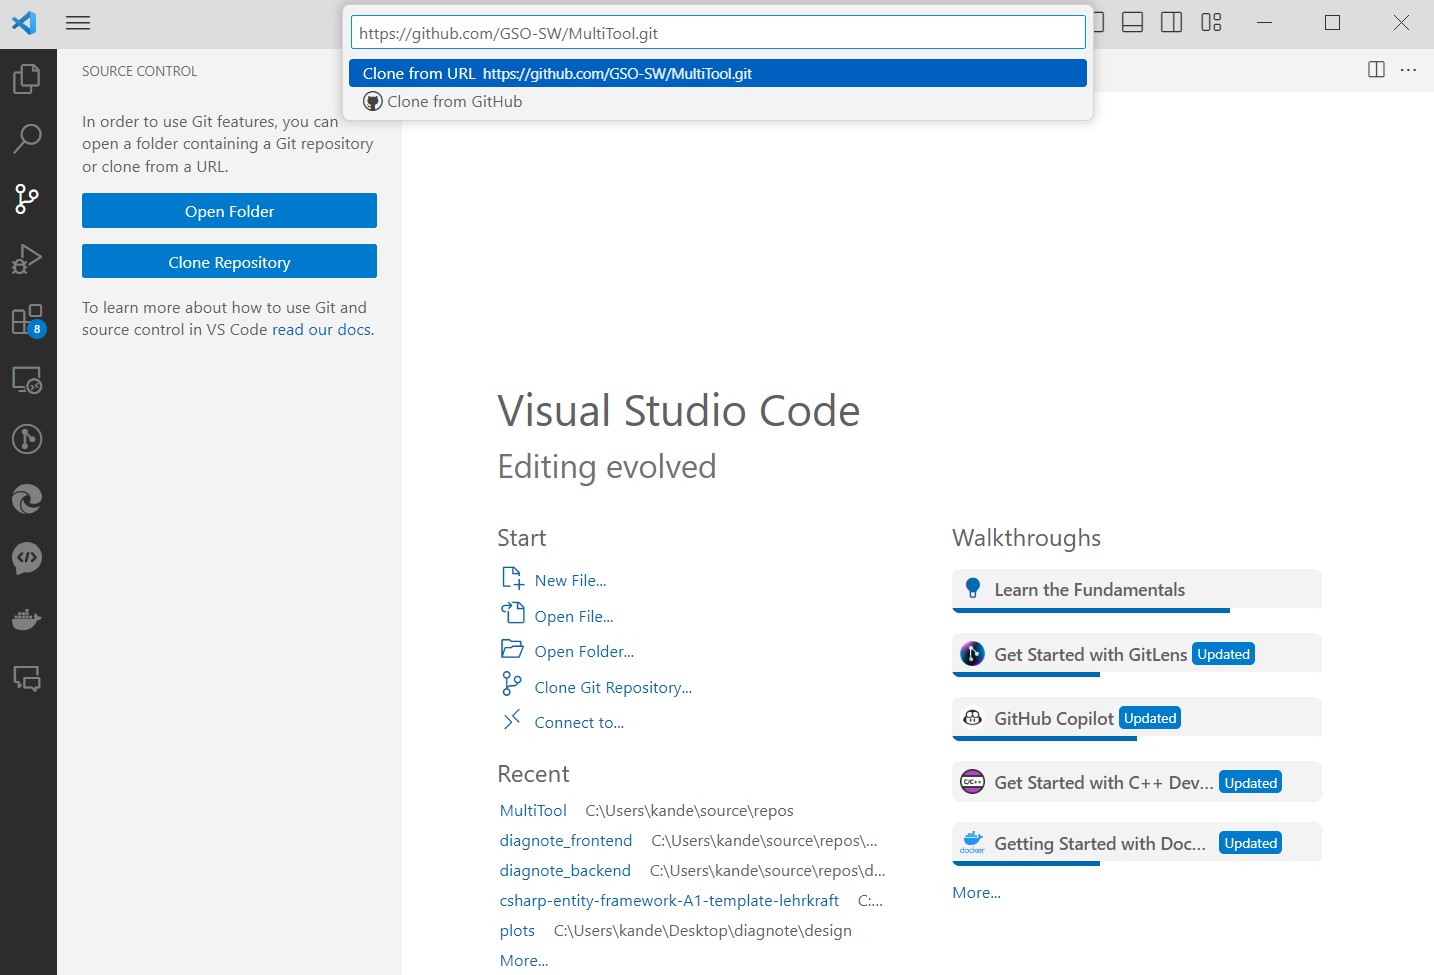 https://github.com/GSO-SW/MultiTool.git
Clone from URL https://github.com/GSO-SW/MultiTool.git
Clone from GitHub
SOURCE CONTROL
In order to use Git features, you can
open a folder containing a Git repository
or clone from a URL.
Open Folder
Clone Repository
To learn more about how to use Git and
source control in VS Code read our docs.
8
Visual Studio Code
Editing evolved
Start
New File...
Open File...
Open Folder...
Clone Git Repository...
Connect to...
Recent
MultiTool C:\Users\kande\source\repos
diagnote_frontend C:\Users\kande\source\repos\...
diagnote_backend C:\Users\kande\source\repos\d...
csharp-entity-framework-A1-template-lehrkraft C:...
plots C:\Users\kande\Desktop\diagnote\design
More...
Walkthroughs
Learn the Fundamentals
Get Started with GitLens Updated
GitHub Copilot Updated
C/C++ Get Started with C++ Dev... Updated
docker Getting Started with Doc... Updated
More...